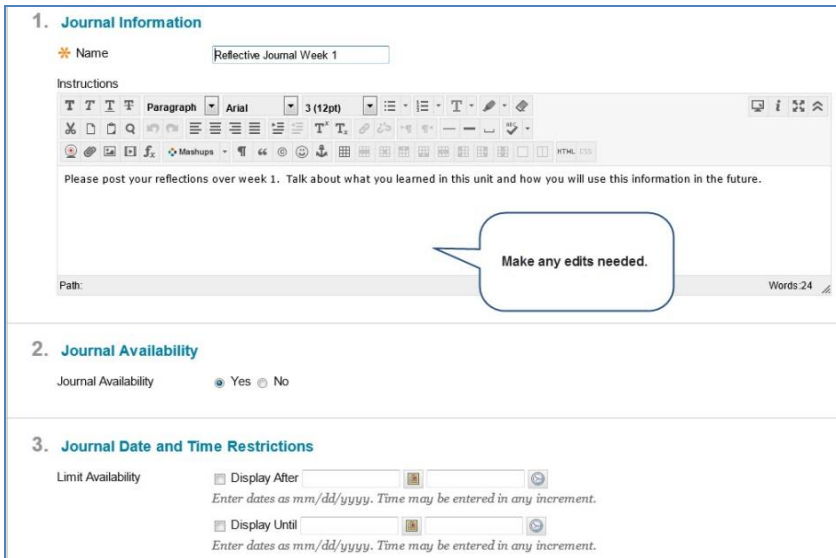 1. Journal Information
Name Reflective Journal Week 1
Instructions
T T T T Paragraph Arial 3 (12pt) T i
Tx Tx ABC
fx Mashups ¶ “ © HTML CSS
Please post your reflections over week 1. Talk about what you learned in this unit and how you will use this information in the future.
Make any edits needed.
Path: Words:24
2. Journal Availability
Journal Availability Yes No
3. Journal Date and Time Restrictions
Limit Availability Display After
Enter dates as mm/dd/yyyy. Time may be entered in any increment.
Display Until
Enter dates as mm/dd/yyyy. Time may be entered in any increment.